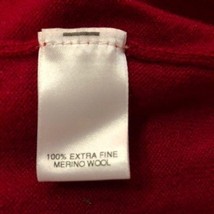 100% EXTRA FINE
MERINO WOOL